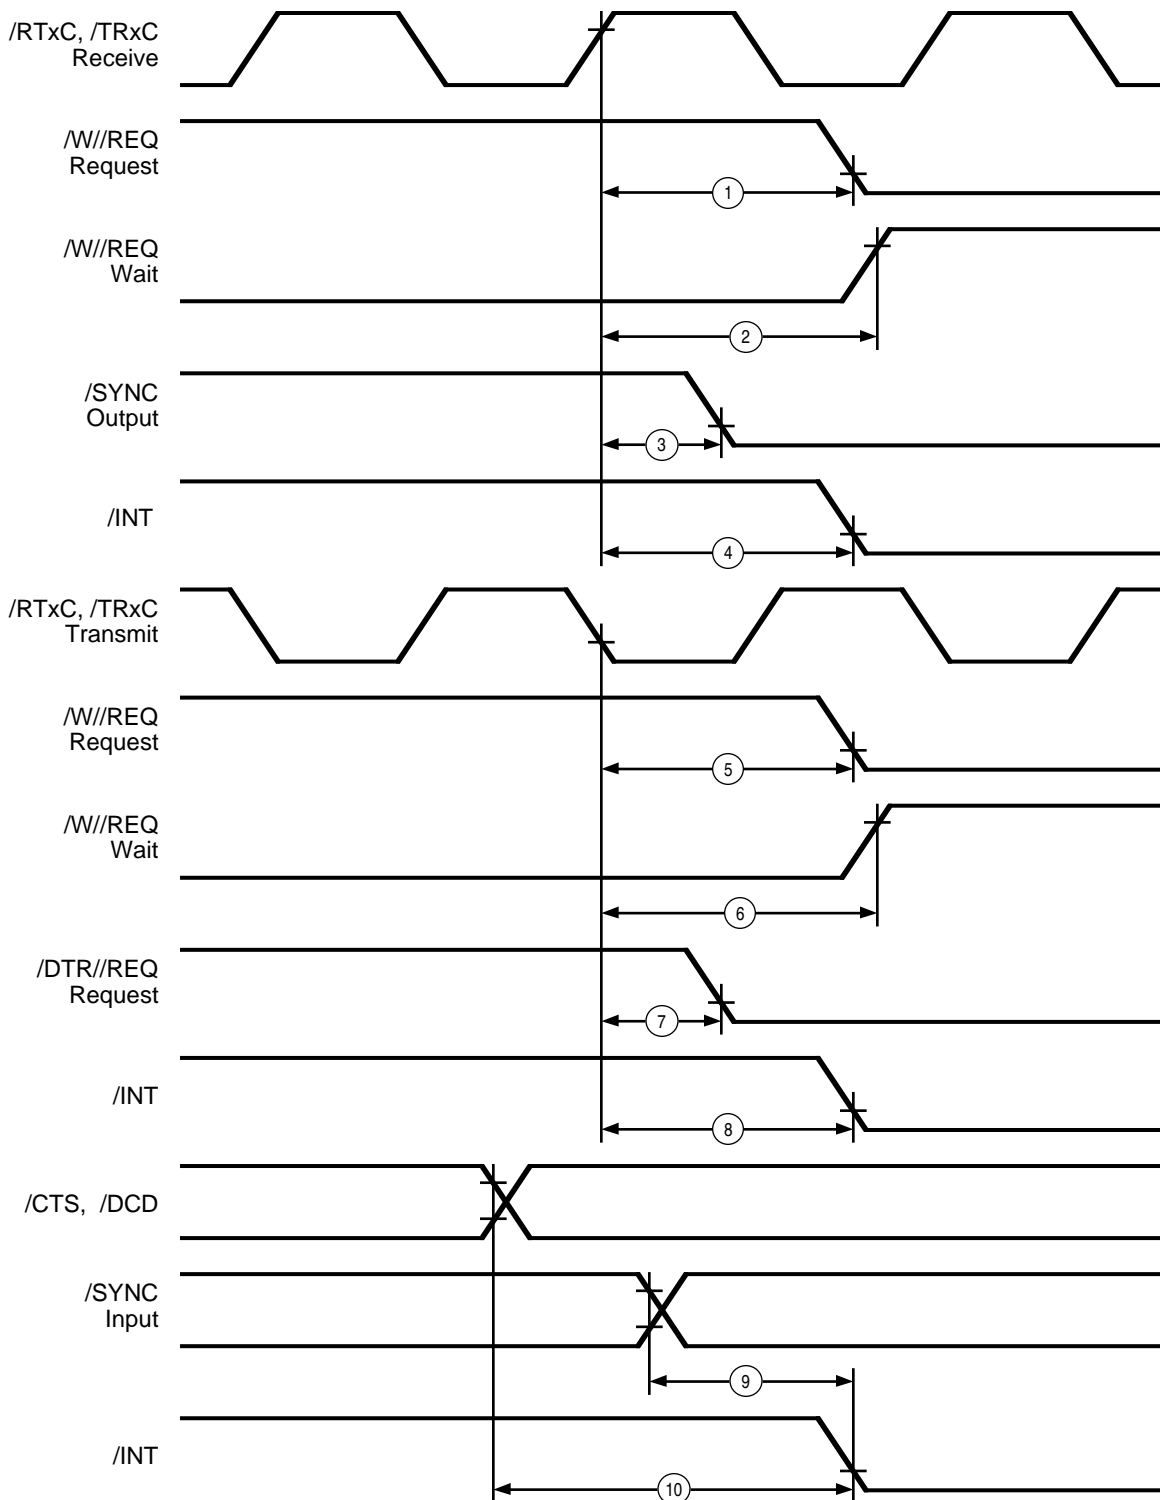 /RTxC, /TRxC
Receive
/W//REQ
Request
1
/W//REQ
Wait
2
/SYNC
Output
3
/INT
4
/RTxC, /TRxC
Transmit
/W//REQ
Request
5
/W//REQ
Wait
6
/DTR//REQ
Request
7
/INT
8
/CTS, /DCD
/SYNC
Input
9
/INT
10